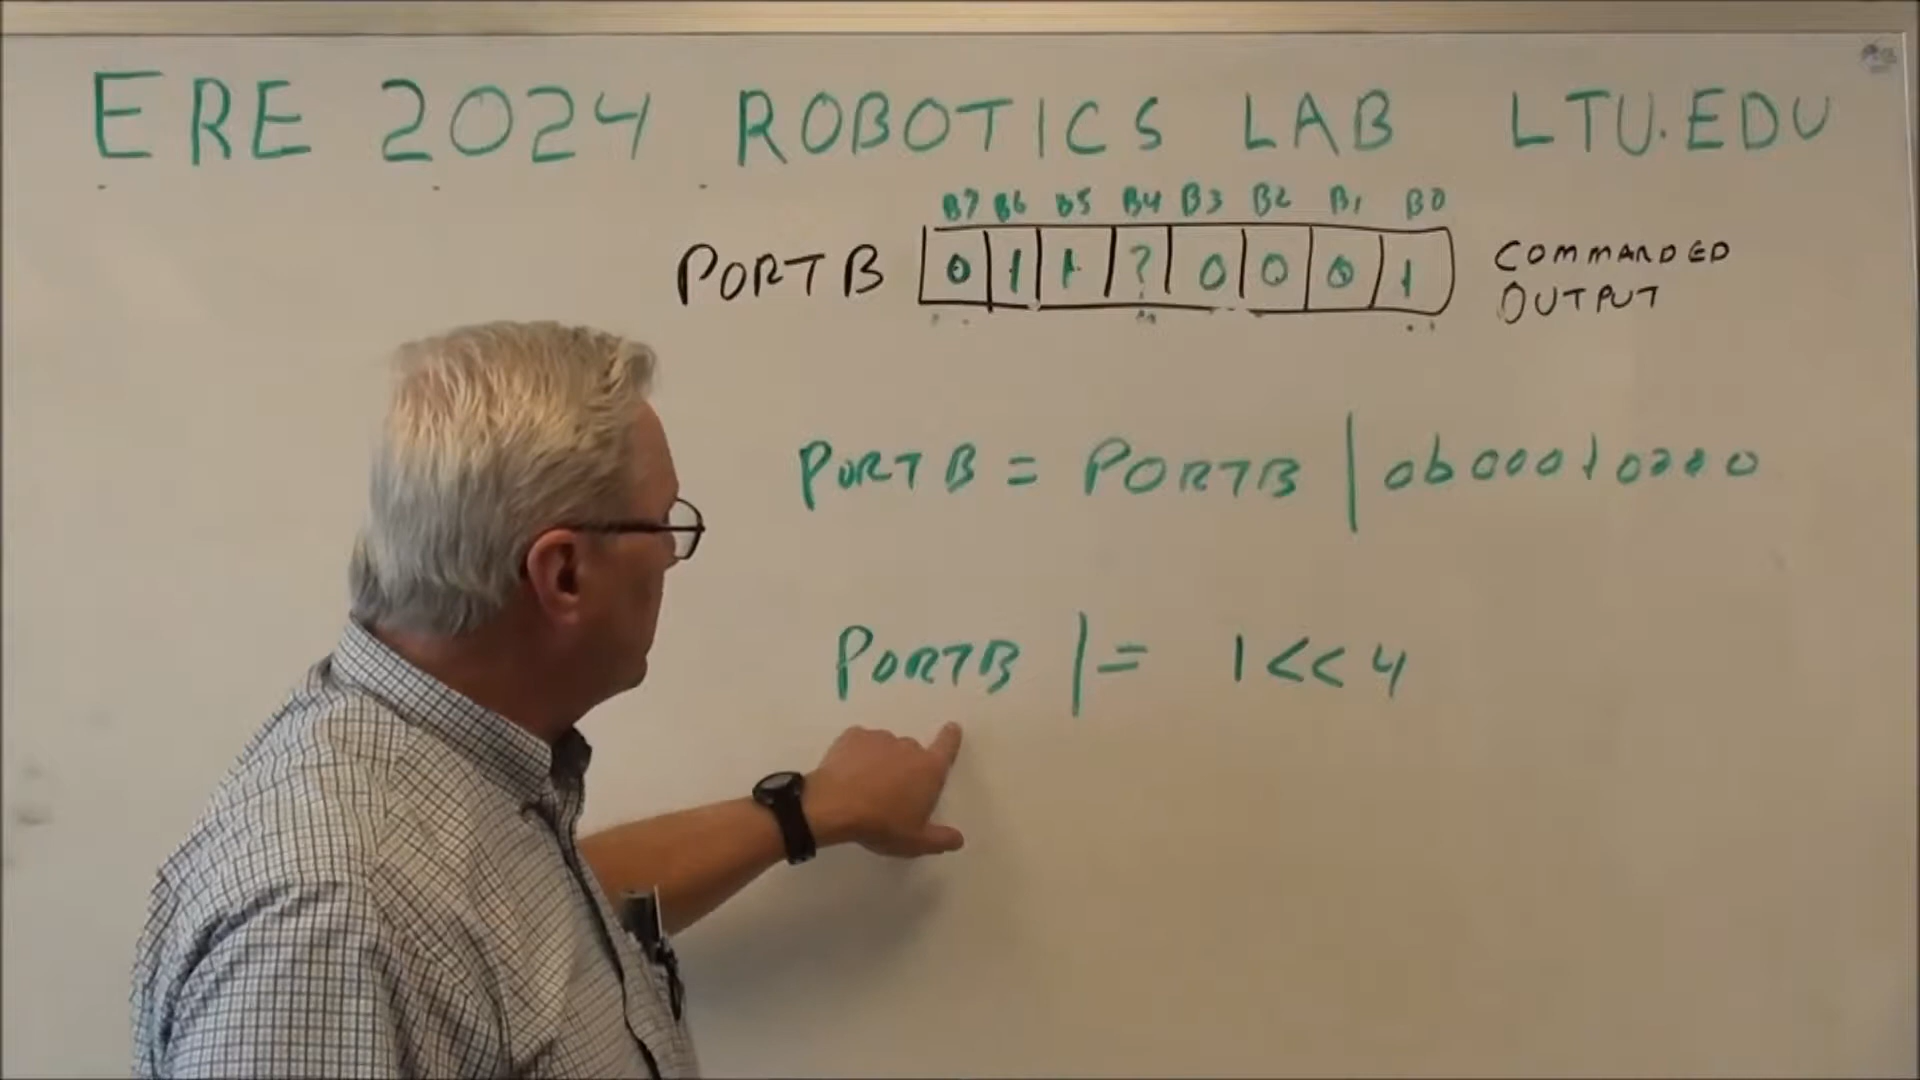 ERE 2024 ROBOTICS LAB LTU.EDU
B7 B6 B5 B4 B3 B2 B1 B0
PORTB 0 1 1 ? 0 0 0 1 COMMANDED
OUTPUT
PORTB = PORTB | 0b00010000
PORTB |= 1<<4